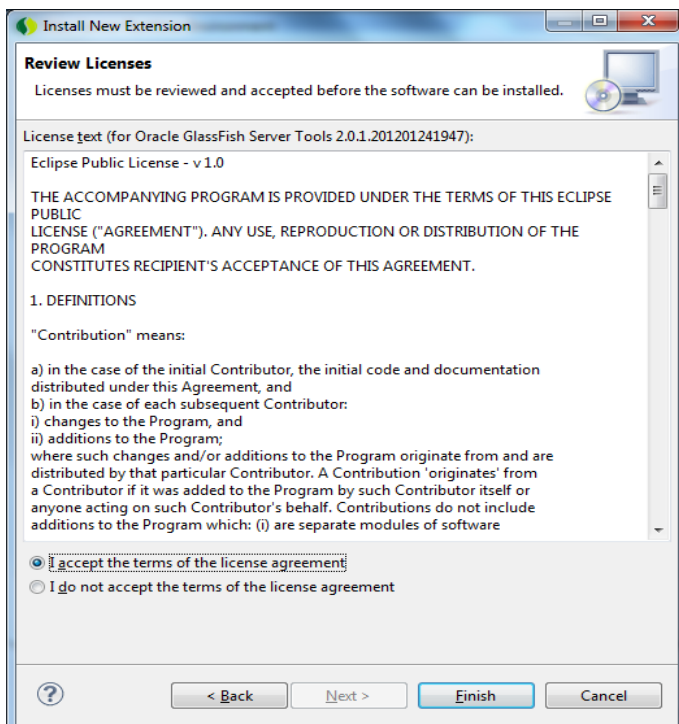 Install New Extension
Review Licenses
Licenses must be reviewed and accepted before the software can be installed.
License text (for Oracle GlassFish Server Tools 2.0.1.201201241947):
Eclipse Public License - v 1.0
THE ACCOMPANYING PROGRAM IS PROVIDED UNDER THE TERMS OF THIS ECLIPSE
PUBLIC
LICENSE ("AGREEMENT"). ANY USE, REPRODUCTION OR DISTRIBUTION OF THE
PROGRAM
CONSTITUTES RECIPIENT'S ACCEPTANCE OF THIS AGREEMENT.
1. DEFINITIONS
"Contribution" means:
a) in the case of the initial Contributor, the initial code and documentation
distributed under this Agreement, and
b) in the case of each subsequent Contributor:
i) changes to the Program, and
ii) additions to the Program;
where such changes and/or additions to the Program originate from and are
distributed by that particular Contributor. A Contribution 'originates' from
a Contributor if it was added to the Program by such Contributor itself or
anyone acting on such Contributor's behalf. Contributions do not include
additions to the Program which: (i) are separate modules of software
I accept the terms of the license agreement
I do not accept the terms of the license agreement
? < Back Next > Finish Cancel